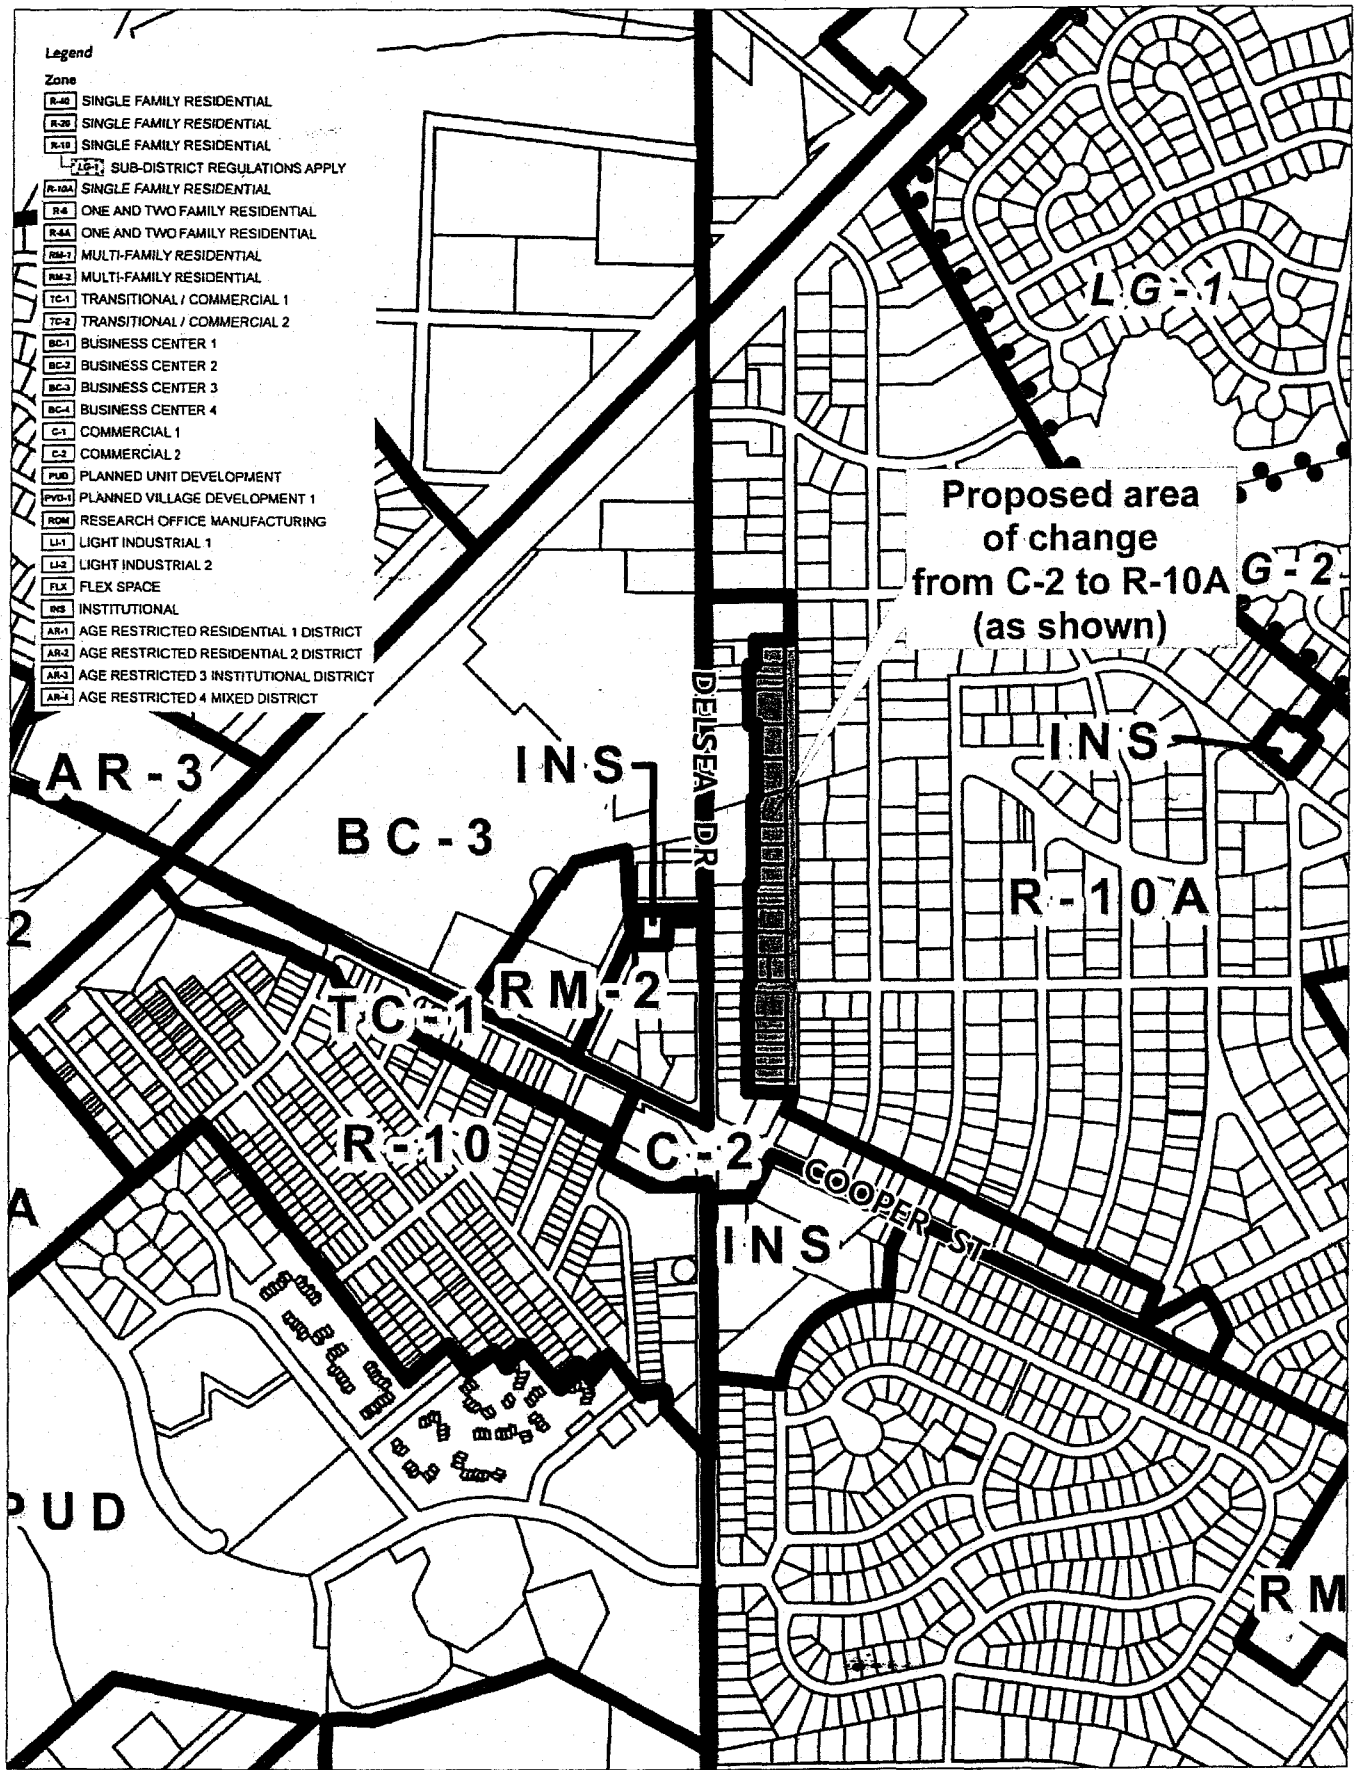 Legend
Zone
R-40 SINGLE FAMILY RESIDENTIAL
R-20 SINGLE FAMILY RESIDENTIAL
R-10 SINGLE FAMILY RESIDENTIAL
LG-1 SUB-DISTRICT REGULATIONS APPLY
R-10A SINGLE FAMILY RESIDENTIAL
R-6 ONE AND TWO FAMILY RESIDENTIAL
R-6A ONE AND TWO FAMILY RESIDENTIAL
RM-1 MULTI-FAMILY RESIDENTIAL
RM-2 MULTI-FAMILY RESIDENTIAL
TC-1 TRANSITIONAL / COMMERCIAL 1
TC-2 TRANSITIONAL / COMMERCIAL 2
BC-1 BUSINESS CENTER 1
BC-2 BUSINESS CENTER 2
BC-3 BUSINESS CENTER 3
BC-4 BUSINESS CENTER 4
C-1 COMMERCIAL 1
C-2 COMMERCIAL 2
PUD PLANNED UNIT DEVELOPMENT
PVD-1 PLANNED VILLAGE DEVELOPMENT 1
ROM RESEARCH OFFICE MANUFACTURING
LI-1 LIGHT INDUSTRIAL 1
LI-2 LIGHT INDUSTRIAL 2
FLX FLEX SPACE
INS INSTITUTIONAL
AR-1 AGE RESTRICTED RESIDENTIAL 1 DISTRICT
AR-2 AGE RESTRICTED RESIDENTIAL 2 DISTRICT
AR-3 AGE RESTRICTED 3 INSTITUTIONAL DISTRICT
AR-4 AGE RESTRICTED 4 MIXED DISTRICT
LG-1
Proposed area
of change
from C-2 to R-10A
(as shown)
G-2
DELSEA DR
INS
INS
AR-3
BC-3
R-10A
2
RM-2
TC-1
R-10
C-2
COOPER ST
A
INS
PUD
RM